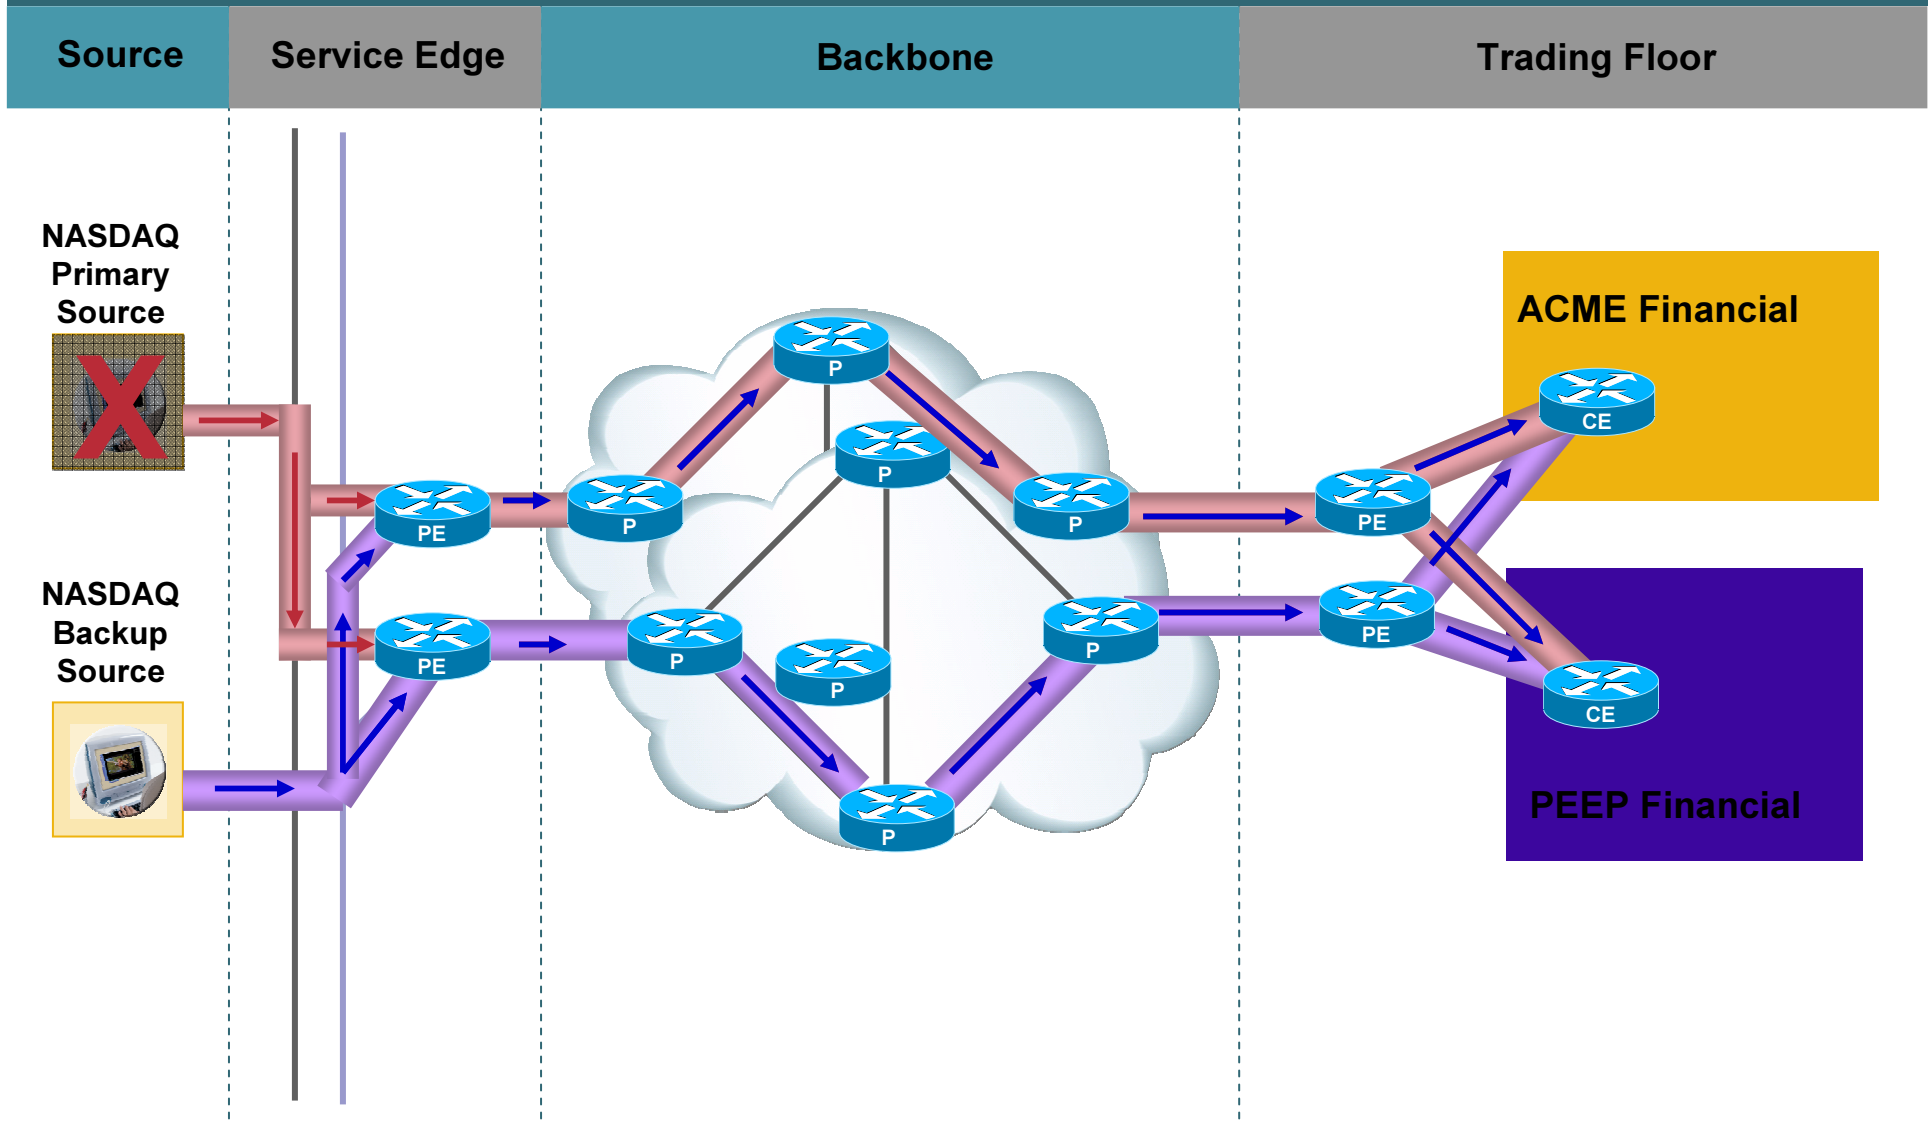 Source
Service Edge
Backbone
Trading Floor
NASDAQ
Primary
Source
X
ACME Financial
P
CE
P
P
P
PE
PE
NASDAQ
Backup
Source
PE
P
P
P
PE
CE
P
PEEP Financial